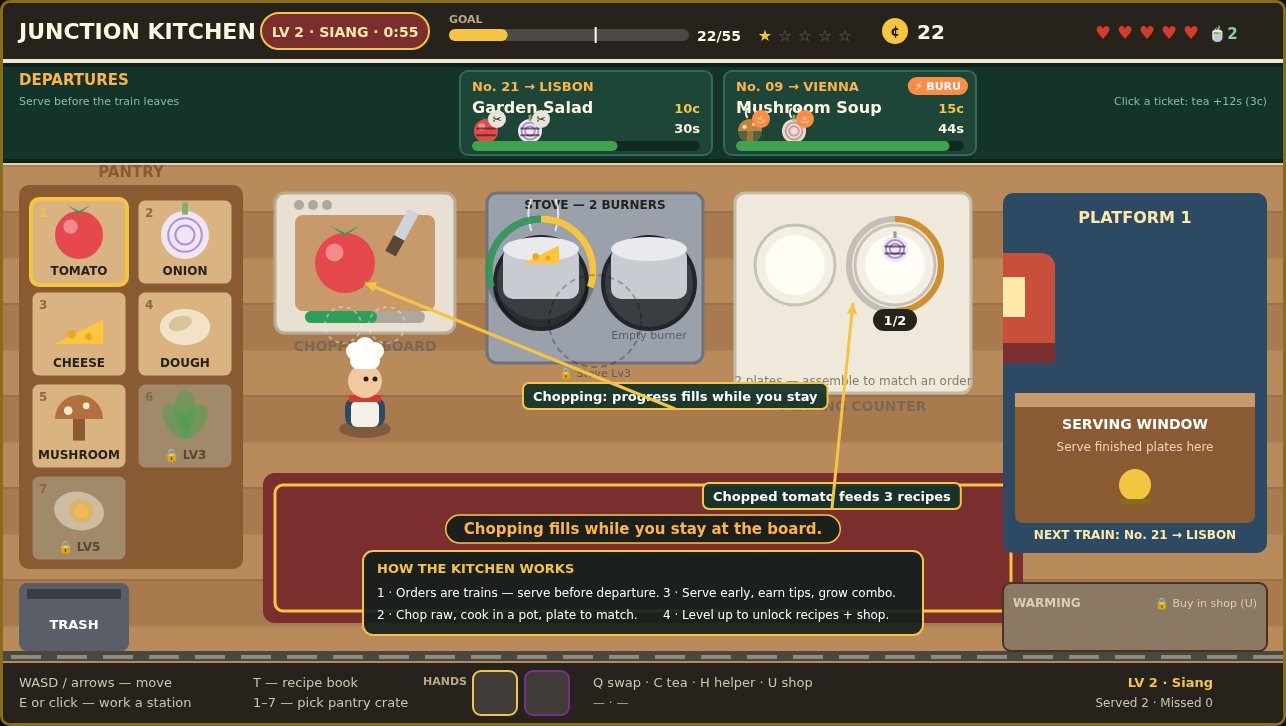 JUNCTION KITCHEN
LV 2 · SIANG · 0:55
GOAL
22/55
¢ 22
2
DEPARTURES
Serve before the train leaves
No. 21 → LISBON
Garden Salad
10c
30s
No. 09 → VIENNA
⚡ BURU
Mushroom Soup
15c
44s
Click a ticket: tea +12s (3c)
PANTRY
1
TOMATO
2
ONION
3
CHEESE
4
DOUGH
5
MUSHROOM
6
LV3
7
LV5
TRASH
STOVE — 2 BURNERS
Empty burner
Stove Lv3
1/2
2 plates — assemble to match an order
COUNTER
Chopping: progress fills while you stay
Chopped tomato feeds 3 recipes
Chopping fills while you stay at the board.
HOW THE KITCHEN WORKS
1 · Orders are trains — serve before departure.
2 · Chop raw, cook in a pot, plate to match.
3 · Serve early, earn tips, grow combo.
4 · Level up to unlock recipes + shop.
PLATFORM 1
SERVING WINDOW
Serve finished plates here
NEXT TRAIN: No. 21 → LISBON
WARMING
Buy in shop (U)
WASD / arrows — move
E or click — work a station
T — recipe book
1–7 — pick pantry crate
HANDS
Q swap · C tea · H helper · U shop
— · —
LV 2 · Siang
Served 2 · Missed 0